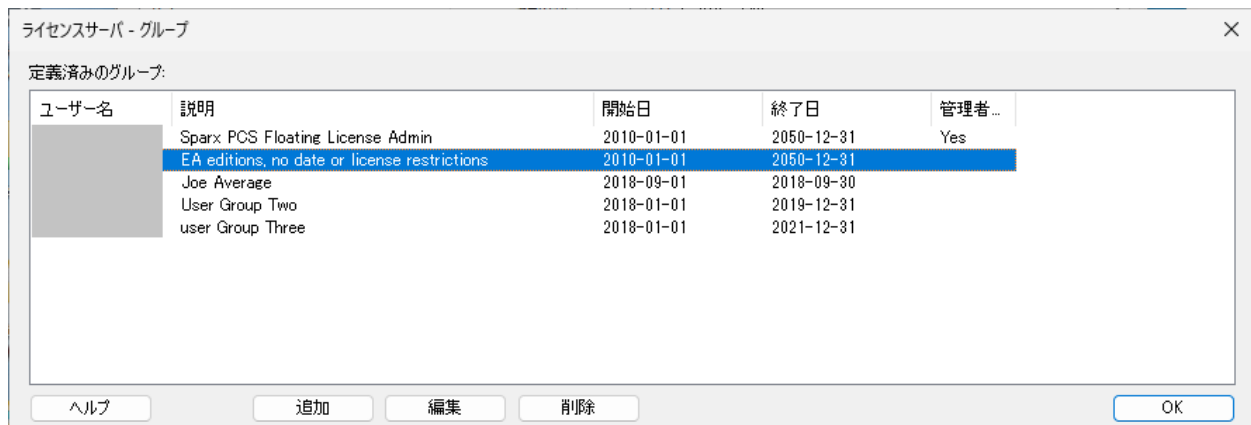 ライセンスサーバ - グループ
定義済みのグループ:
ユーザー名 説明 開始日 終了日 管理者...
Sparx PCS Floating License Admin 2010-01-01 2050-12-31 Yes
EA editions, no date or license restrictions 2010-01-01 2050-12-31
Joe Average 2018-09-01 2018-09-30
User Group Two 2018-01-01 2019-12-31
user Group Three 2018-01-01 2021-12-31
ヘルプ 追加 編集 削除 OK